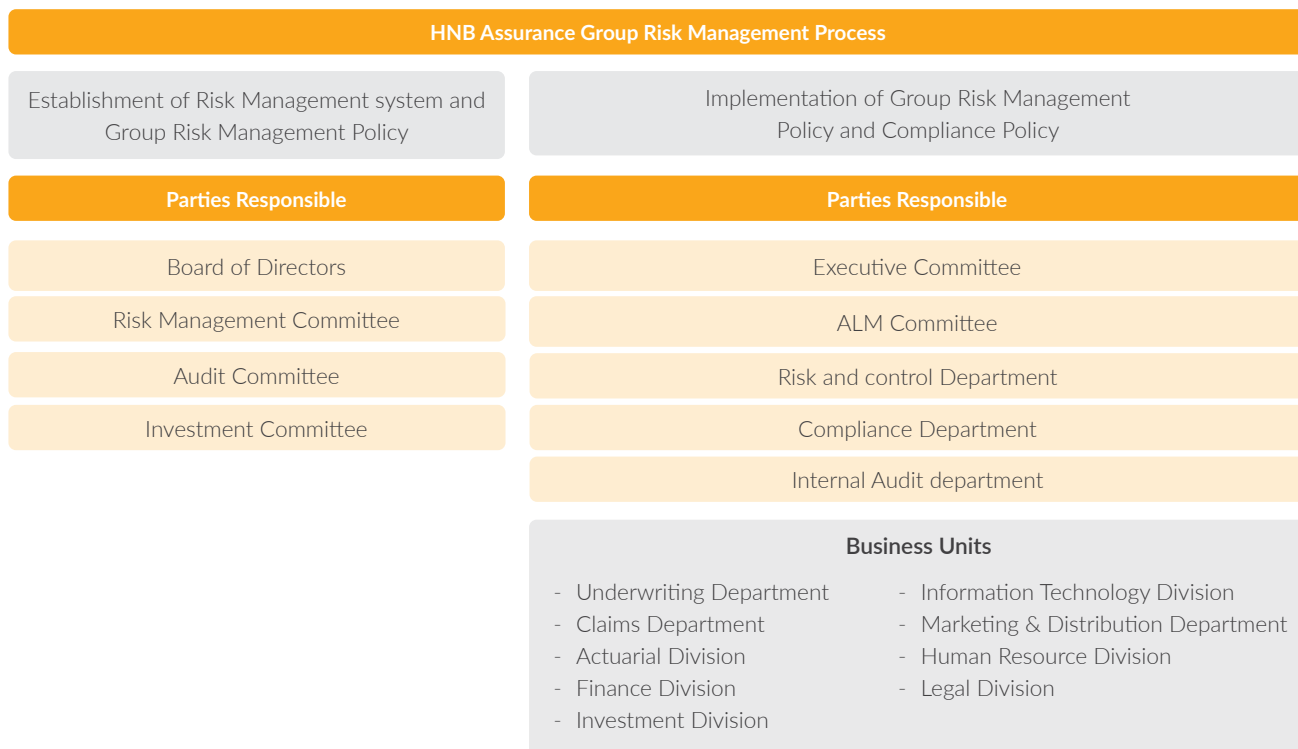 HNB Assurance Group Risk Management Process
Establishment of Risk Management system and
Group Risk Management Policy
Parties Responsible
Board of Directors
Risk Management Committee
Audit Committee
Investment Committee
Implementation of Group Risk Management
Policy and Compliance Policy
Parties Responsible
Executive Committee
ALM Committee
Risk and control Department
Compliance Department
Internal Audit department
Business Units
- Underwriting Department
- Claims Department
- Actuarial Division
- Finance Division
- Investment Division
- Information Technology Division
- Marketing & Distribution Department
- Human Resource Division
- Legal Division